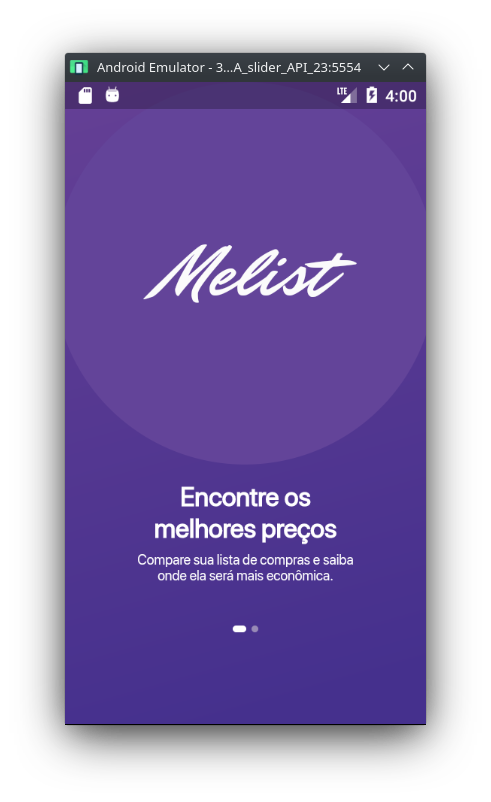 Android Emulator - 3...A_slider_API_23:5554
LTE 4:00
Melist
Encontre os
melhores preços
Compare sua lista de compras e saiba
onde ela será mais econômica.